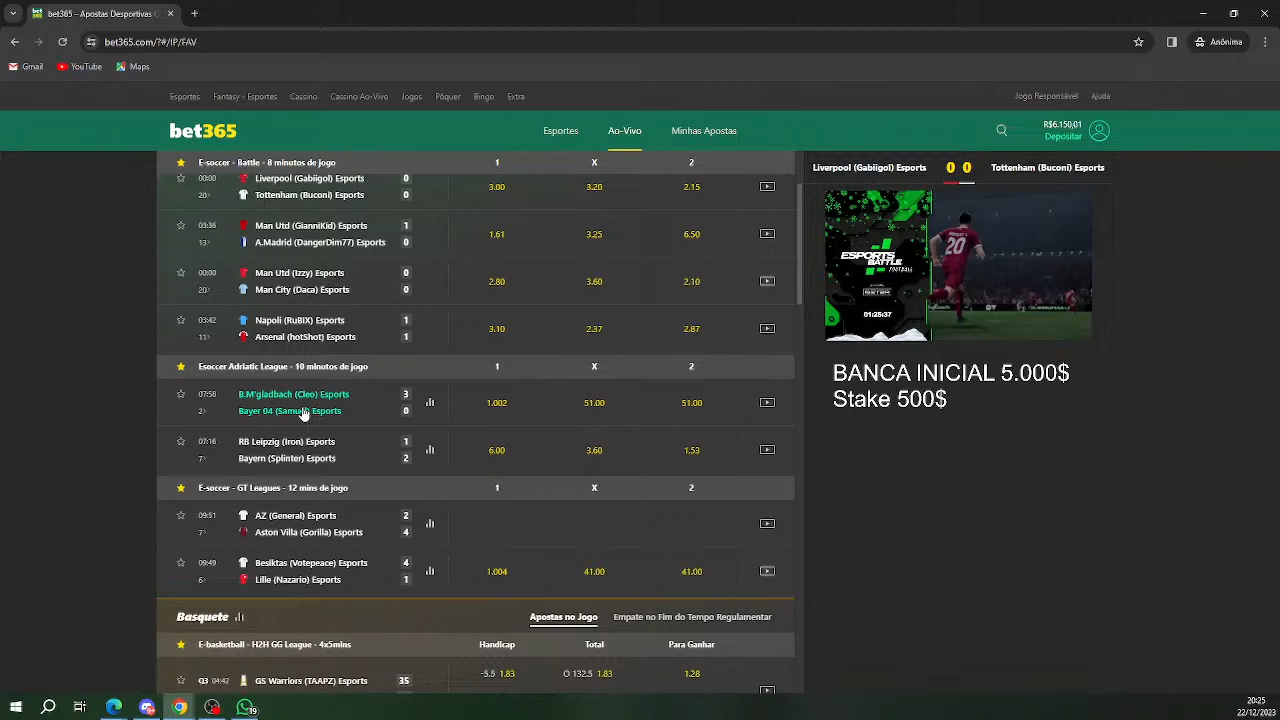 bet365 - Apostas Desportivas
bet365.com/?#/IP/FAV
Anônima
Gmail
YouTube
Maps
Esportes
Fantasy - Esportes
Cassino
Cassino Ao-Vivo
Jogos
Pôquer
Bingo
Extra
Jogo Responsável
Ajuda
bet365
Esportes
Ao-Vivo
Minhas Apostas
R$6.150,01
Depositar
E-soccer - Battle - 8 minutos de jogo 1 X 2
00:00 Liverpool (Gabiigol) Esports 0
20 Tottenham (Buconi) Esports 0
3.00 3.20 2.15
03:36 Man Utd (GianniKid) Esports 1
13 A.Madrid (DangerDim77) Esports 0
1.61 3.25 6.50
00:00 Man Utd (Izzy) Esports 0
20 Man City (Daca) Esports 0
2.80 3.60 2.10
03:42 Napoli (RuBIX) Esports 1
11 Arsenal (hotShot) Esports 1
3.10 2.37 2.87
Esoccer Adriatic League - 10 minutos de jogo 1 X 2
07:58 B.M'gladbach (Cleo) Esports 3
2 Bayer 04 Esports 0
1.002 51.00 51.00
07:16 RB Leipzig (Iron) Esports 1
7 Bayern (Splinter) Esports 2
6.00 3.60 1.53
E-soccer - GT Leagues - 12 mins de jogo 1 X 2
09:51 AZ (General) Esports 2
7 Aston Villa (Gorilla) Esports 4
09:49 Besiktas (Votepeace) Esports 4
6 Lille (Nazario) Esports 1
1.004 41.00 41.00
Basquete
Apostas no Jogo
Empate no Fim do Tempo Regulamentar
E-basketball - H2H GG League - 4x5mins Handicap Total Para Ganhar
Q3 04:42 GS Warriors (TAAPZ) Esports 35
-5.5 1.83 O 132.5 1.83 1.28
Liverpool (Gabiigol) Esports 0 0 Tottenham (Buconi) Esports
20
ESPORTS
BATTLE
FOOTBALL
01:25:37
BANCA INICIAL 5.000$
Stake 500$
19
20:25
22/12/2023